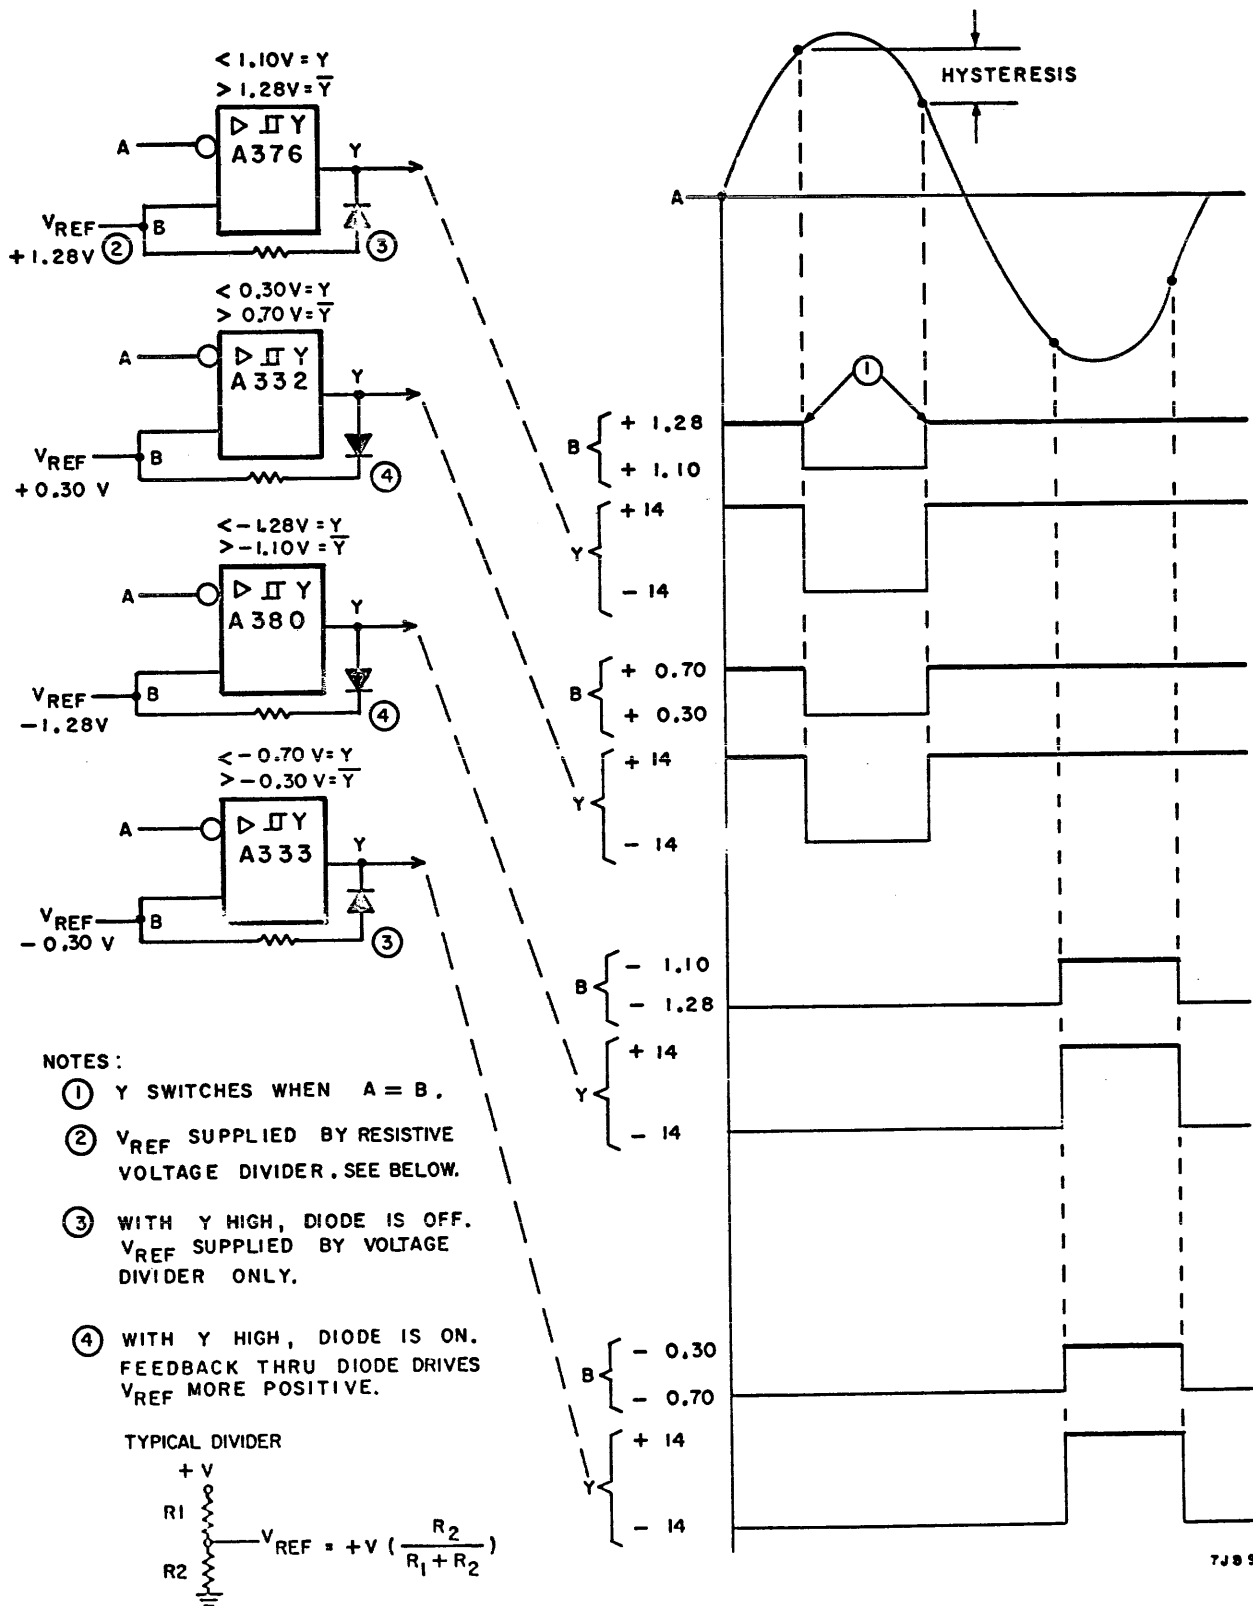 < 1.10V = Y
> 1.28V = Y̅
A
▷ ⎍ Y
A376
Y
VREF
B
+1.28V ②
③
< 0.30V = Y
> 0.70V = Y̅
A
Y
A332
Y
VREF
B
+0.30 V
④
< -1.28V = Y
> -1.10V = Y̅
A
Y
A380
Y
VREF
B
-1.28V
④
< -0.70V = Y
> -0.30V = Y̅
A
Y
A333
Y
VREF
B
-0.30 V
③
NOTES:
① Y SWITCHES WHEN A = B.
② VREF SUPPLIED BY RESISTIVE
VOLTAGE DIVIDER. SEE BELOW.
③ WITH Y HIGH, DIODE IS OFF.
VREF SUPPLIED BY VOLTAGE
DIVIDER ONLY.
④ WITH Y HIGH, DIODE IS ON.
FEEDBACK THRU DIODE DRIVES
VREF MORE POSITIVE.
TYPICAL DIVIDER
+ V
R1
R2
VREF = +V (R2 / R1 + R2)
HYSTERESIS
A
①
B
+ 1.28
+ 1.10
Y
+ 14
- 14
B
+ 0.70
+ 0.30
Y
+ 14
- 14
B
- 1.10
- 1.28
Y
+ 14
- 14
B
- 0.30
- 0.70
Y
+ 14
- 14